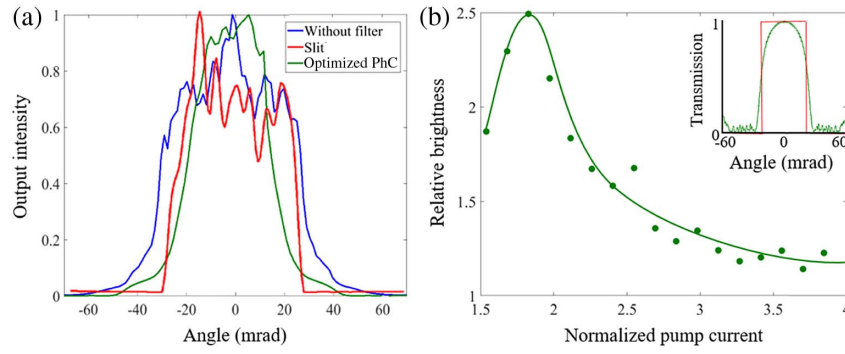 (a)
Output intensity
1
0.8
0.6
0.4
0.2
0
Without filter
Slit
Optimized PhC
-60 -40 -20 0 20 40 60
Angle (mrad)
(b)
Relative brightness
2.5
2
1.5
1
1.5 2 2.5 3 3.5 4
Normalized pump current
Transmission
1
0
-60 0 60
Angle (mrad)